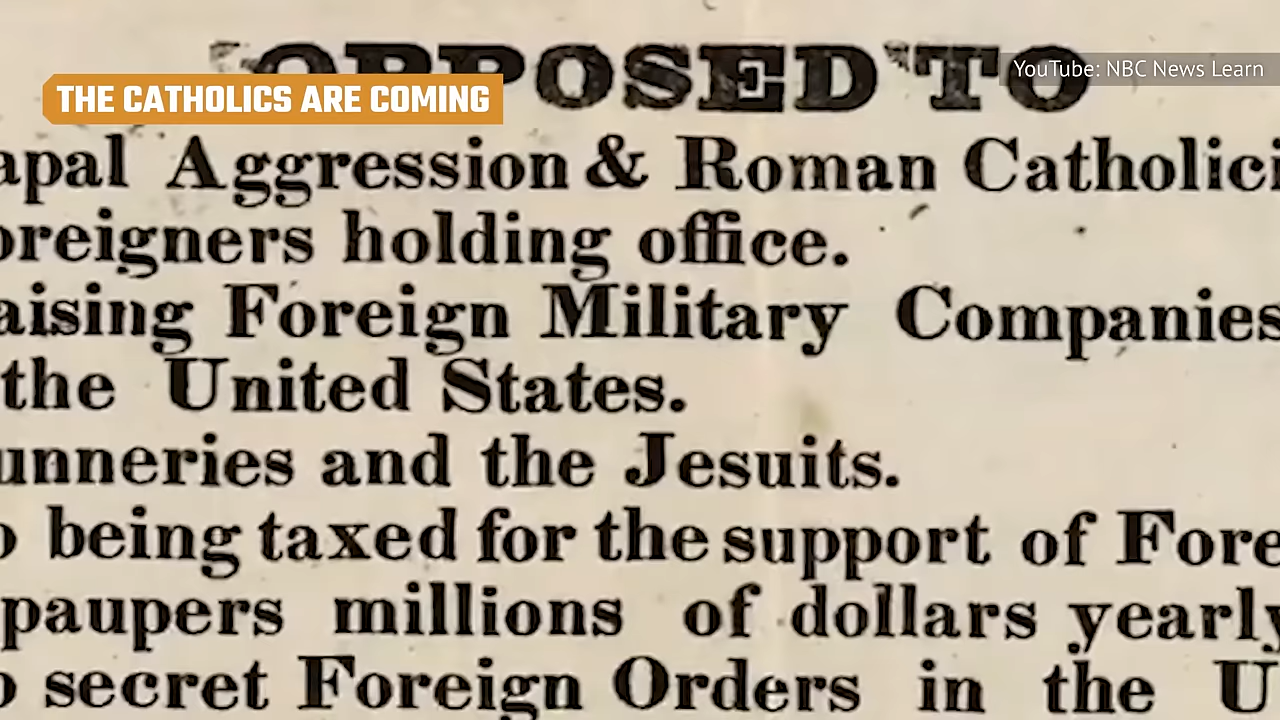 OPPOSED TO
YouTube: NBC News Learn
THE CATHOLICS ARE COMING
apal Aggression & Roman Catholici
oreigners holding office.
aising Foreign Military Companies
the United States.
unneries and the Jesuits.
o being taxed for the support of Fore
paupers millions of dollars yearly
o secret Foreign Orders in the U